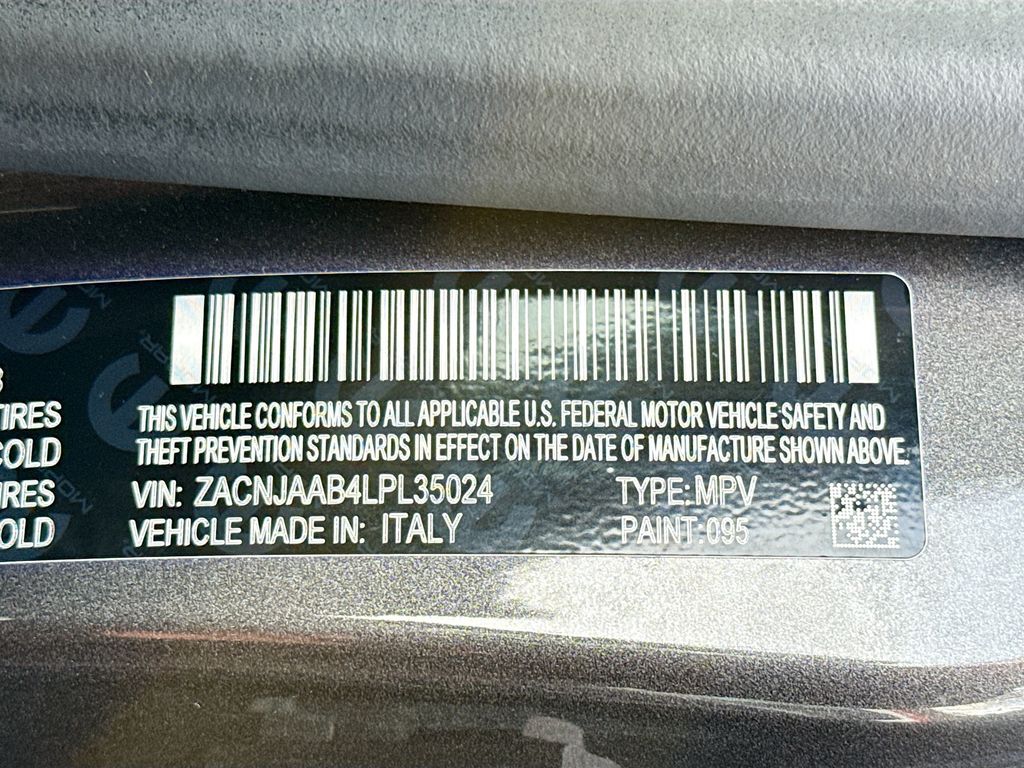 TIRES
COLD
TIRES
COLD
THIS VEHICLE CONFORMS TO ALL APPLICABLE U.S. FEDERAL MOTOR VEHICLE SAFETY AND
THEFT PREVENTION STANDARDS IN EFFECT ON THE DATE OF MANUFACTURE SHOWN ABOVE.
VIN: ZACNJAAB4LPL35024 TYPE: MPV
VEHICLE MADE IN: ITALY PAINT: 095